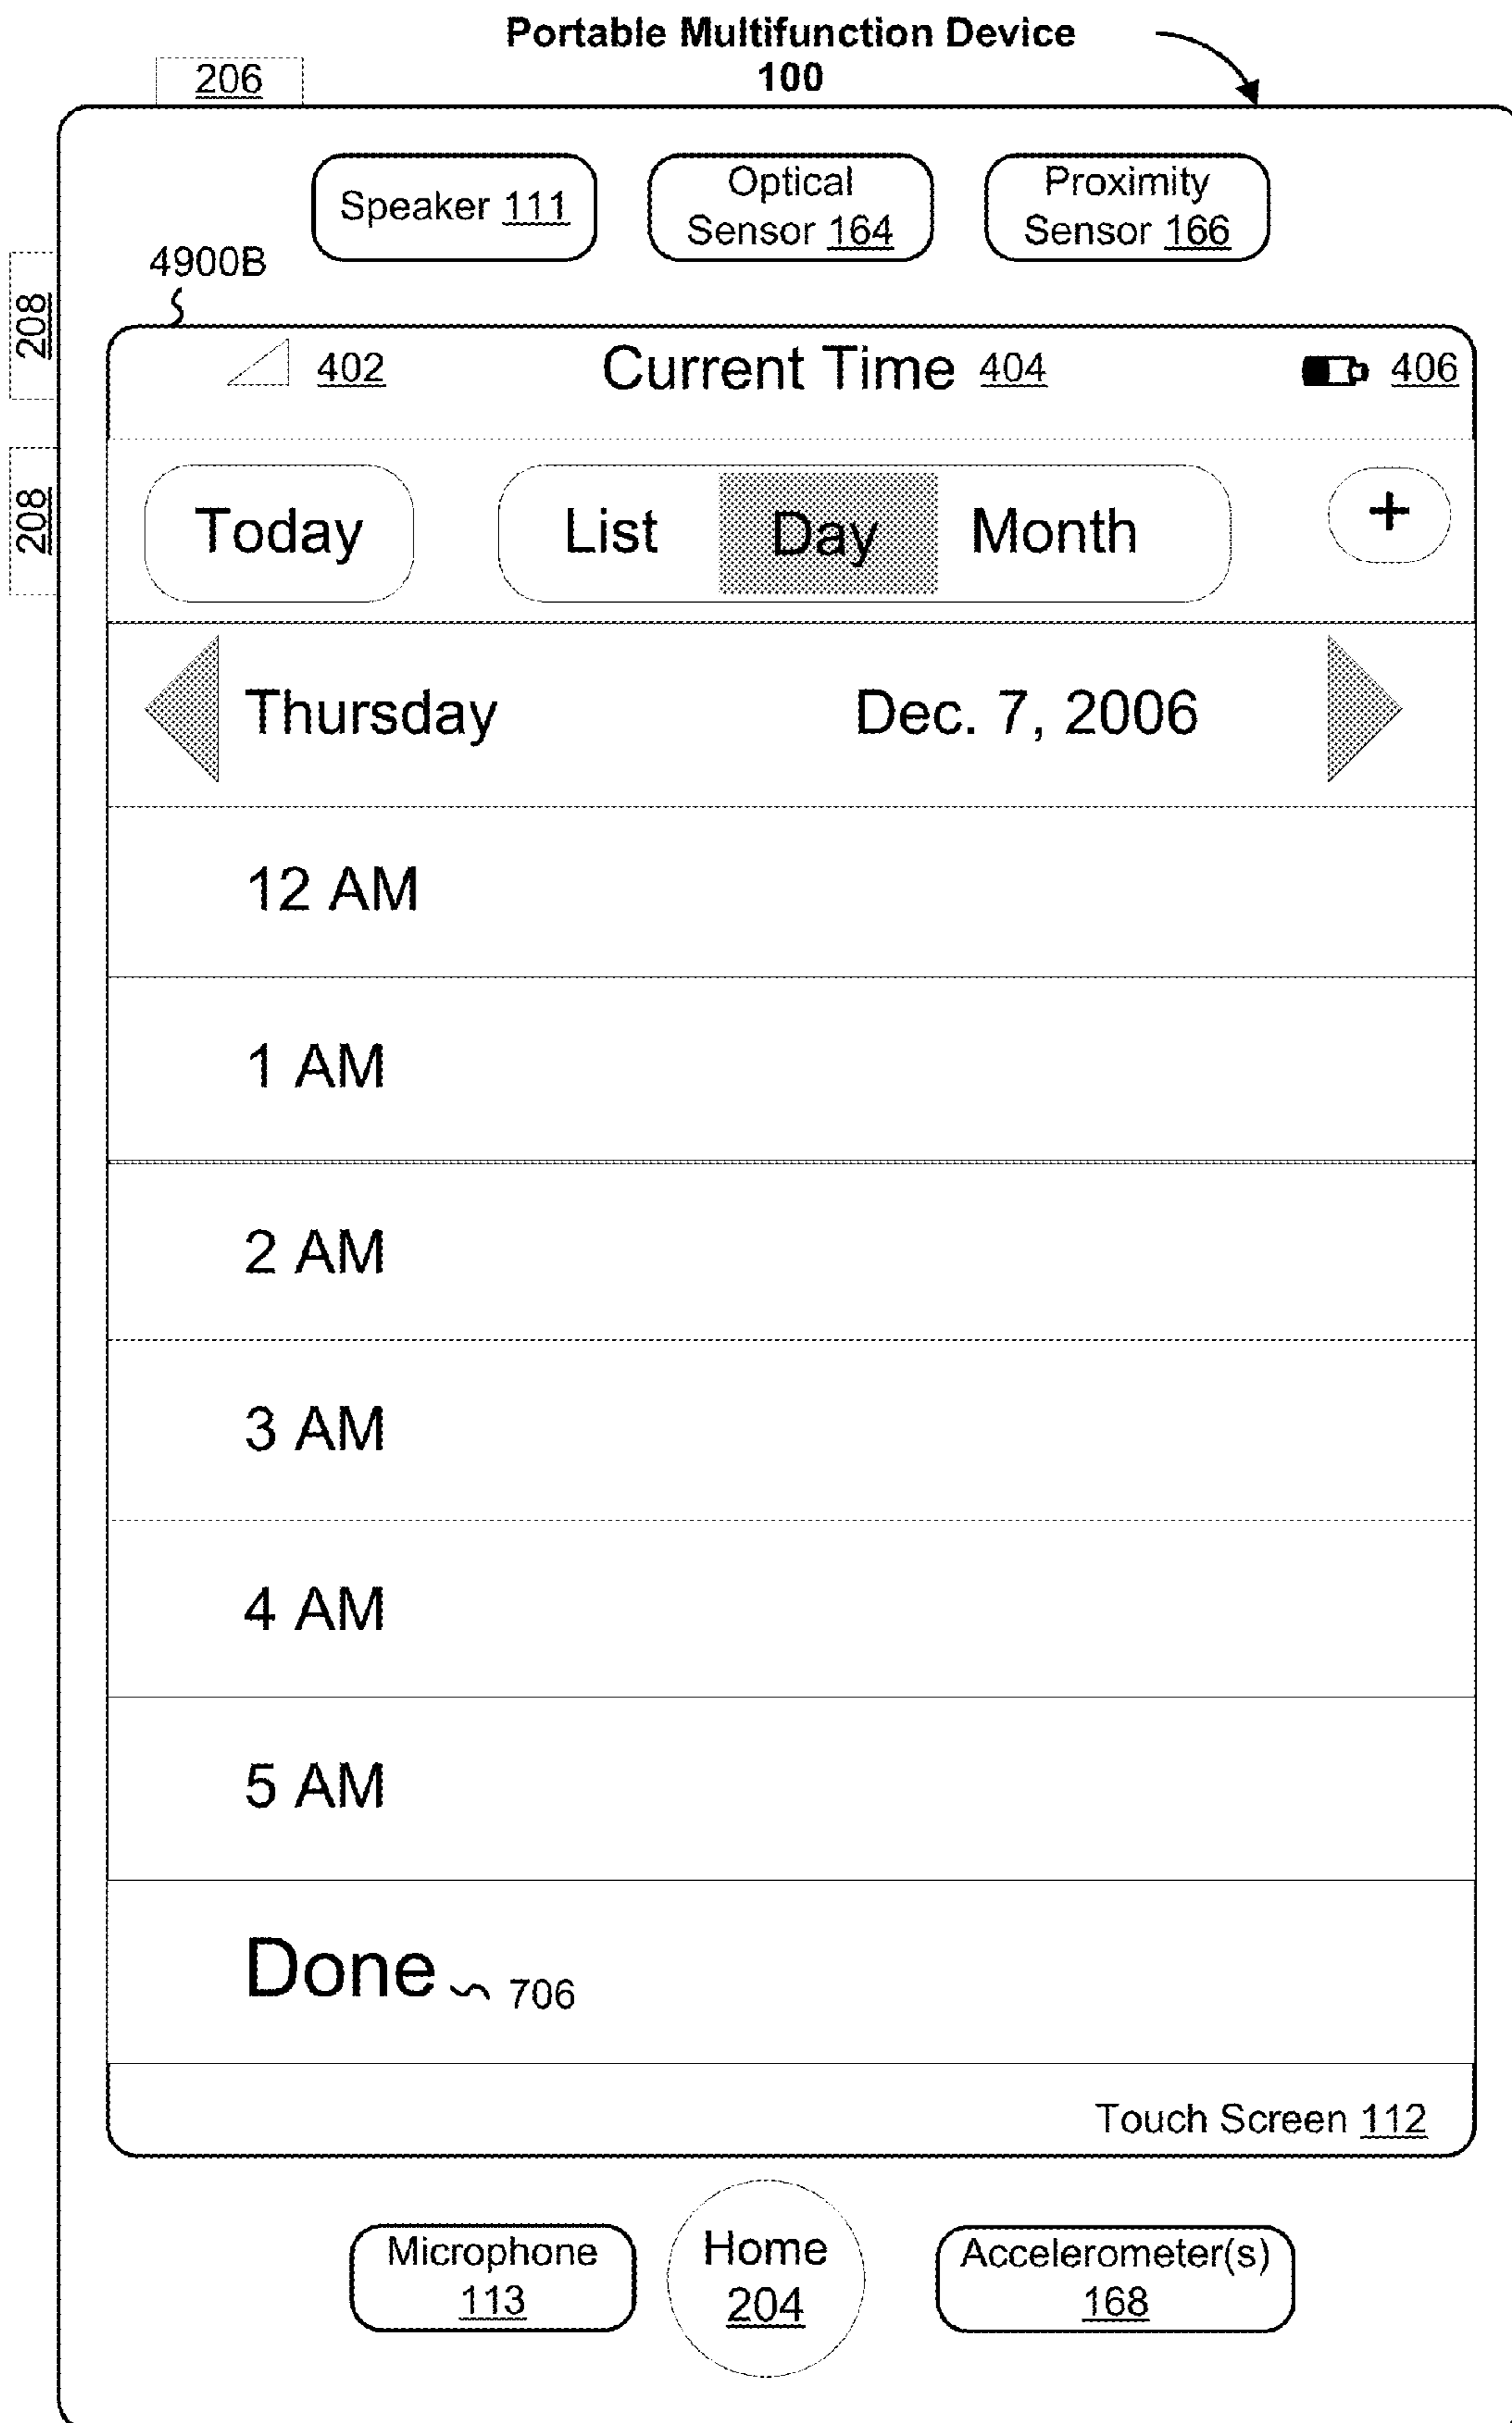 Portable Multifunction Device
100
206
Speaker 111
Optical
Sensor 164
Proximity
Sensor 166
4900B
208
208
402
Current Time 404
406
Today
List
Day
Month
+
Thursday
Dec. 7, 2006
12 AM
1 AM
2 AM
3 AM
4 AM
5 AM
Done
706
Touch Screen 112
Microphone
113
Home
204
Accelerometer(s)
168